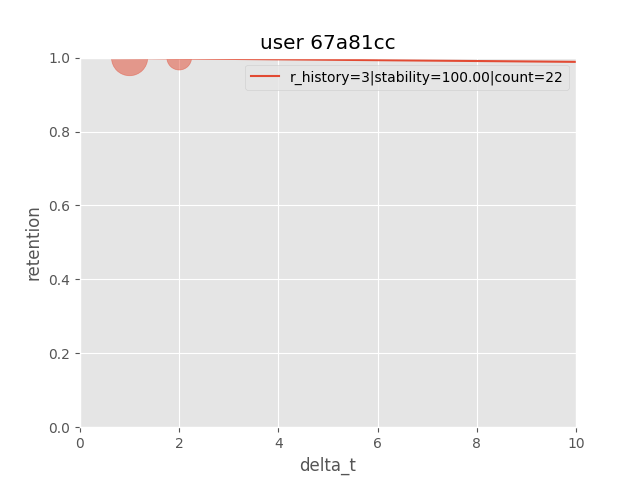 user 67a81cc
r_history=3|stability=100.00|count=22
retention
1.0
0.8
0.6
0.4
0.2
0.0
0 2 4 6 8 10
delta_t